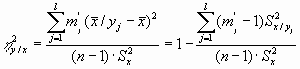 η²y/x = Σ(j=1 to l) m'j (x̄/yj − x̄)² / (n−1)·S²x = 1 − Σ(j=1 to l) (m'j −1)S²x/yj / (n−1)·S²x